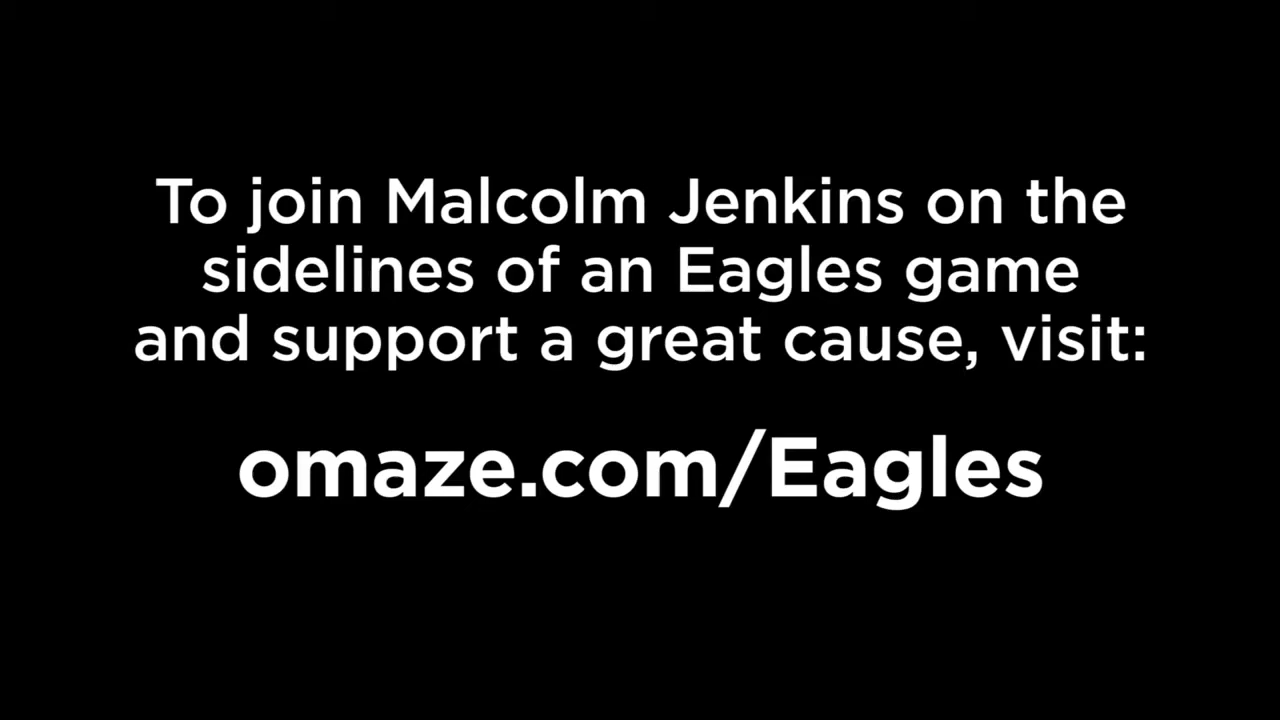 To join Malcolm Jenkins on the
sidelines of an Eagles game
and support a great cause, visit:
omaze.com/Eagles